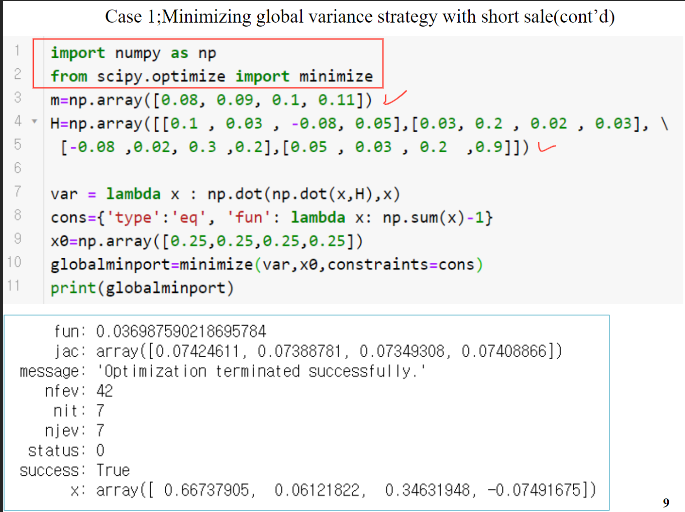 Case 1;Minimizing global variance strategy with short sale(cont'd)
1 import numpy as np
2 from scipy.optimize import minimize
3 m=np.array([0.08, 0.09, 0.1, 0.11])
4 H=np.array([[0.1 , 0.03 , -0.08, 0.05],[0.03, 0.2 , 0.02 , 0.03], \
5 [-0.08 ,0.02, 0.3 ,0.2],[0.05 , 0.03 , 0.2 ,0.9]])
6
7 var = lambda x : np.dot(np.dot(x,H),x)
8 cons={'type':'eq', 'fun': lambda x: np.sum(x)-1}
9 x0=np.array([0.25,0.25,0.25,0.25])
10 globalminport=minimize(var,x0,constraints=cons)
11 print(globalminport)
fun: 0.036987590218695784
jac: array([0.07424611, 0.07388781, 0.07349308, 0.07408866])
message: 'Optimization terminated successfully.'
nfev: 42
nit: 7
njev: 7
status: 0
success: True
x: array([ 0.66737905, 0.06121822, 0.34631948, -0.07491675])
9